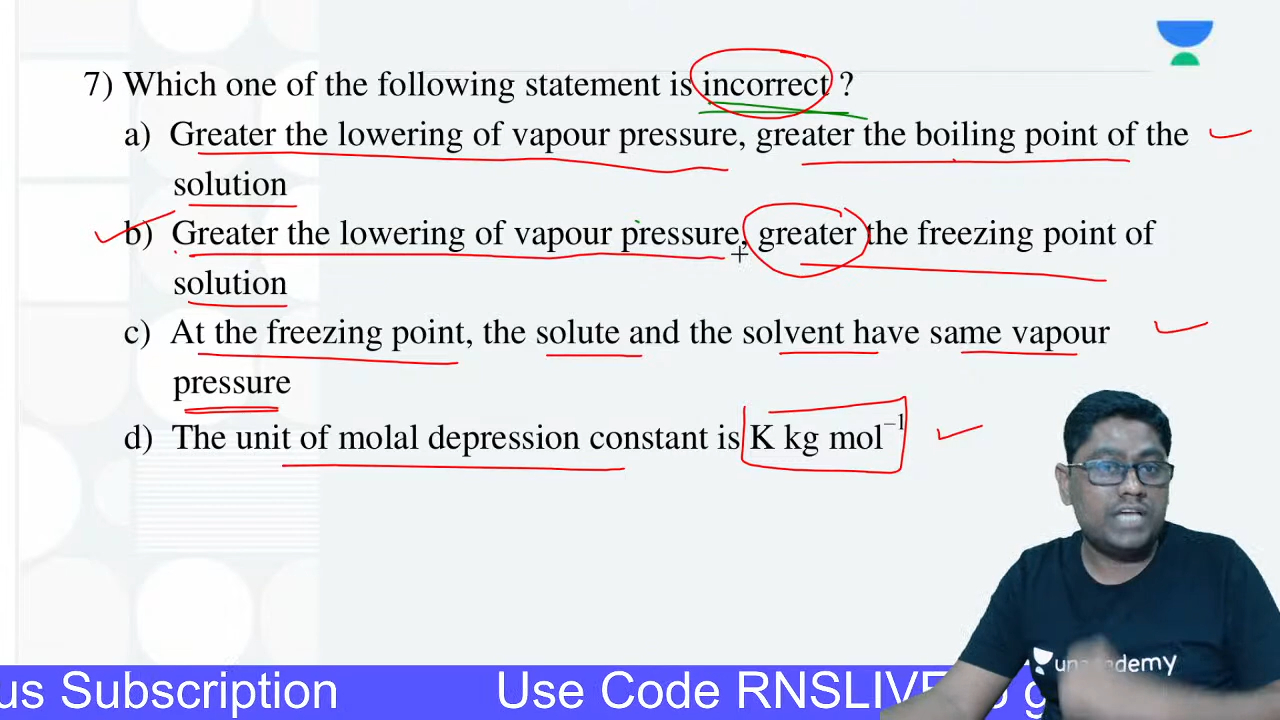 7) Which one of the following statement is incorrect ?
a) Greater the lowering of vapour pressure, greater the boiling point of the
solution
b) Greater the lowering of vapour pressure, greater the freezing point of
solution
c) At the freezing point, the solute and the solvent have same vapour
pressure
d) The unit of molal depression constant is K kg mol⁻¹
unacademy
us Subscription Use Code RNSLIVE